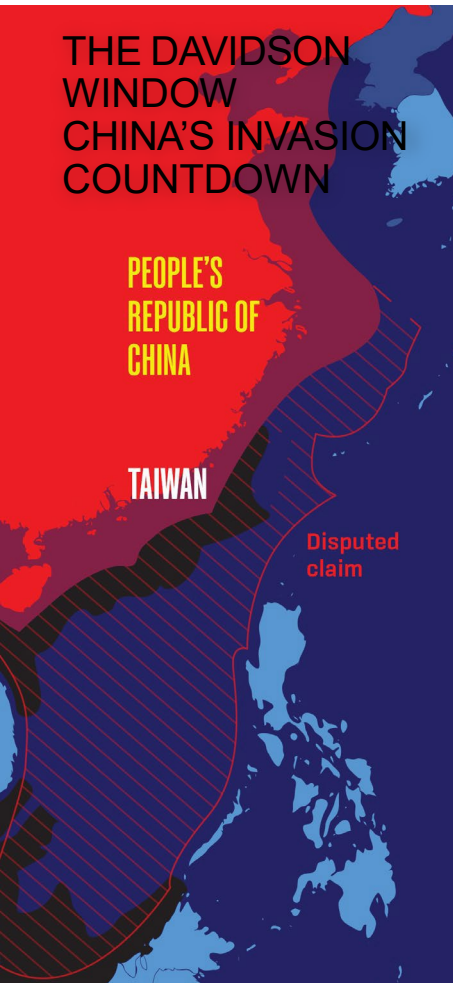 THE DAVIDSON
WINDOW
CHINA'S INVASION
COUNTDOWN
PEOPLE'S
REPUBLIC OF
CHINA
TAIWAN
Disputed
claim